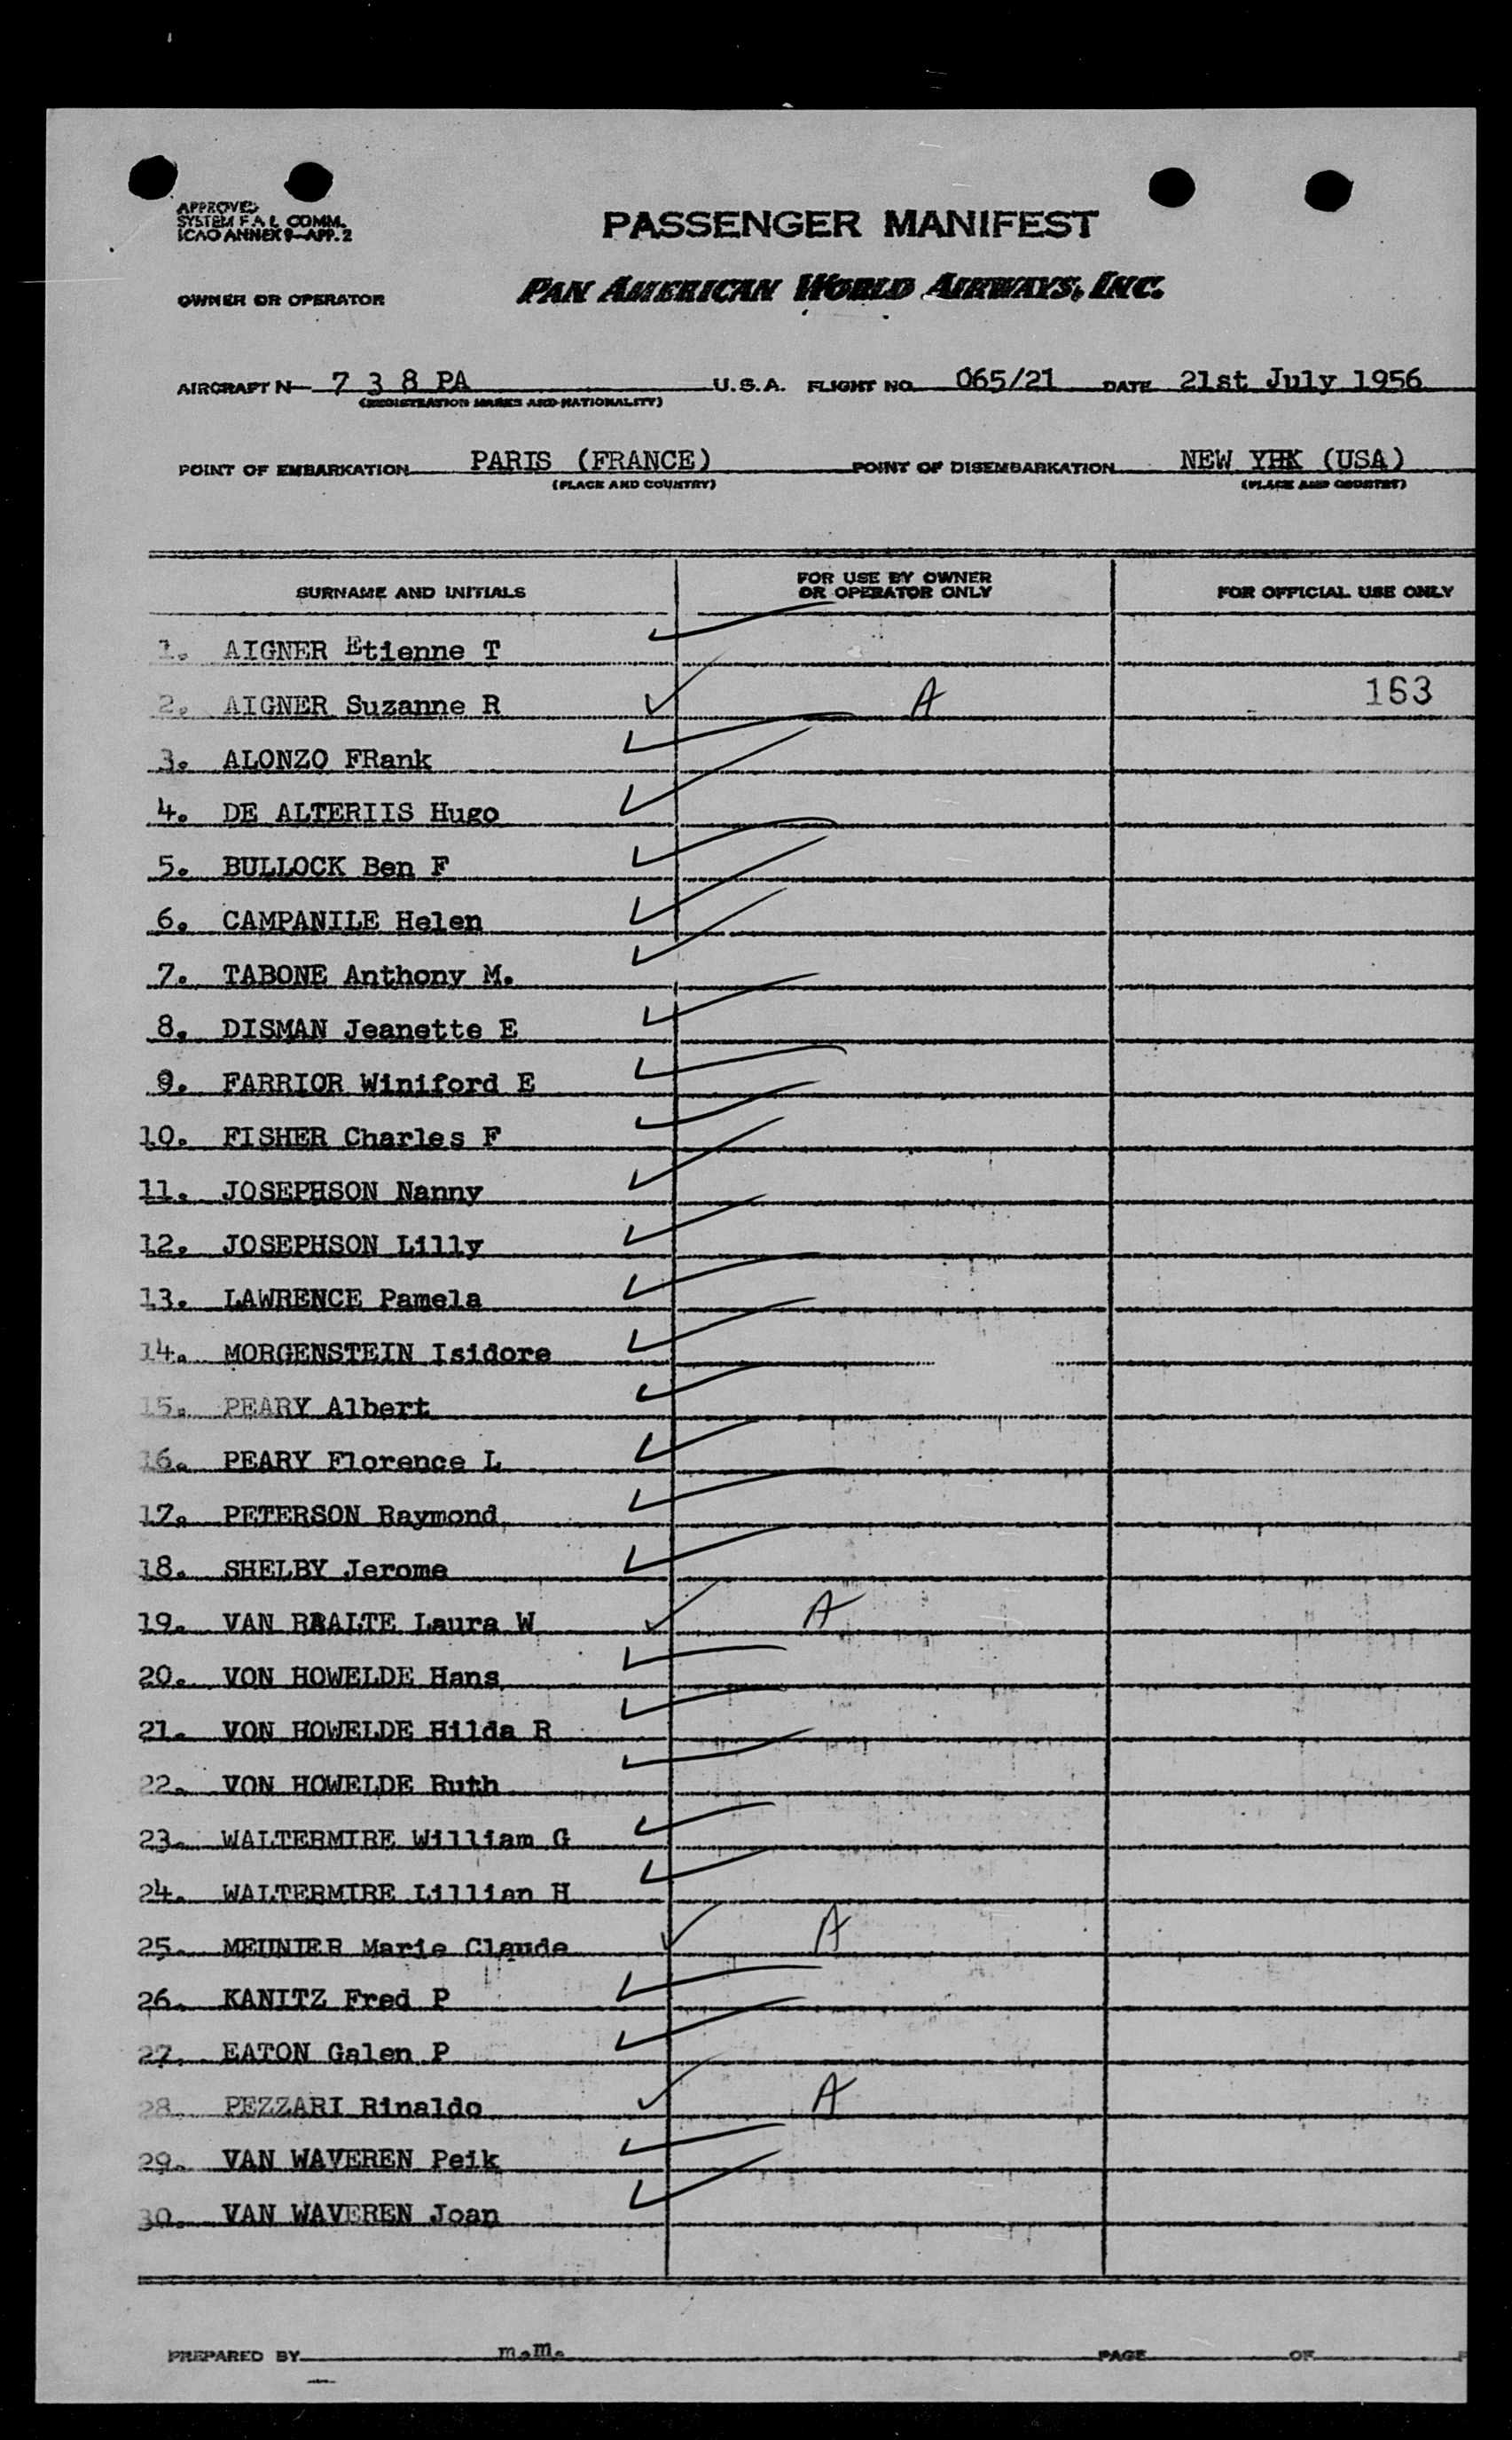 APPROVED
SYSTEM F.A.L. COMM.
ICAO ANNEX 9-APP. 2
PASSENGER MANIFEST
OWNER OR OPERATOR PAN AMERICAN WORLD AIRWAYS, INC.
AIRCRAFT N- 7 3 8 PA U.S.A. FLIGHT NO. 065/21 DATE 21st July 1956
(REGISTRATION MARKS AND NATIONALITY)
POINT OF EMBARKATION PARIS (FRANCE) POINT OF DISEMBARKATION NEW (USA)
(PLACE AND COUNTRY) (PLACE AND COUNTRY)
SURNAME AND INITIALS FOR USE BY OWNER OR OPERATOR ONLY FOR OFFICIAL USE ONLY
1. AIGNER Etienne T
2. AIGNER Suzanne R A 163
3. ALONZO FRank
4. DE ALTERIIS Hugo
5. BULLOCK Ben F
6. CAMPANILE Helen
7. TABONE Anthony M.
8. DISMAN Jeanette E
9. FARRIOR Winiford E
10. FISHER Charles F
11. JOSEPHSON Nanny
12. JOSEPHSON Lilly
13. LAWRENCE Pamela
14. MORGENSTEIN Isidore
15. PEARY Albert
16. PEARY Florence L
17. PETERSON Raymond
18. SHELBY Jerome
19. VAN RAALTE Laura W A
20. VON HOWELDE Hans
21. VON HOWELDE Hilda R
22. VON HOWELDE Ruth
23. WALTERMIRE William G
24. WALTERMIRE Lillian H
25. MEUNIER Marie Claude A
26. KANITZ Fred P
27. EATON Galen P
28. PEZZARI Rinaldo A
29. VAN WAVEREN Peik
30. VAN WAVEREN Joan
PREPARED BY m.m. PAGE OF